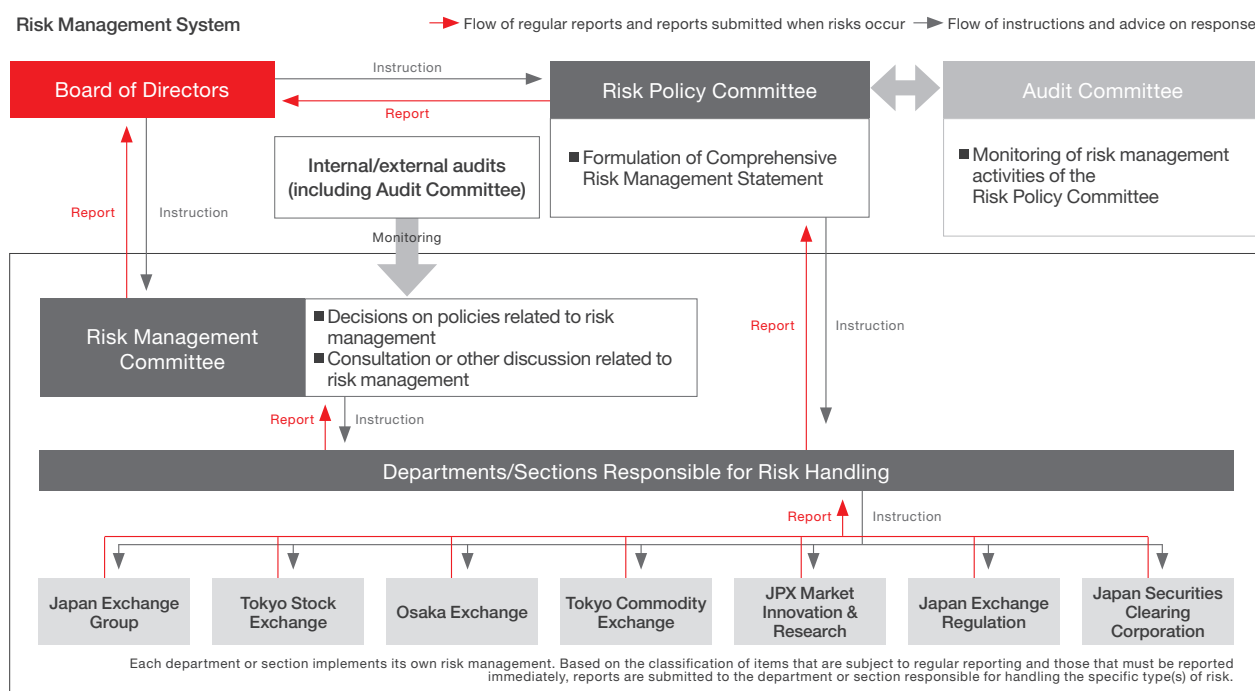 Risk Management System
Flow of regular reports and reports submitted when risks occur
Flow of instructions and advice on response
Board of Directors
Instruction
Report
Risk Policy Committee
■ Formulation of Comprehensive
Risk Management Statement
Audit Committee
■ Monitoring of risk management
activities of the
Risk Policy Committee
Internal/external audits
(including Audit Committee)
Monitoring
Report
Instruction
Risk Management
Committee
■ Decisions on policies related to risk
management
■ Consultation or other discussion related to
risk management
Report
Instruction
Report
Instruction
Departments/Sections Responsible for Risk Handling
Report
Instruction
Japan Exchange
Group
Tokyo Stock
Exchange
Osaka Exchange
Tokyo Commodity
Exchange
JPX Market
Innovation &
Research
Japan Exchange
Regulation
Japan Securities
Clearing
Corporation
Each department or section implements its own risk management. Based on the classification of items that are subject to regular reporting and those that must be reported
immediately, reports are submitted to the department or section responsible for handling the specific type(s) of risk.